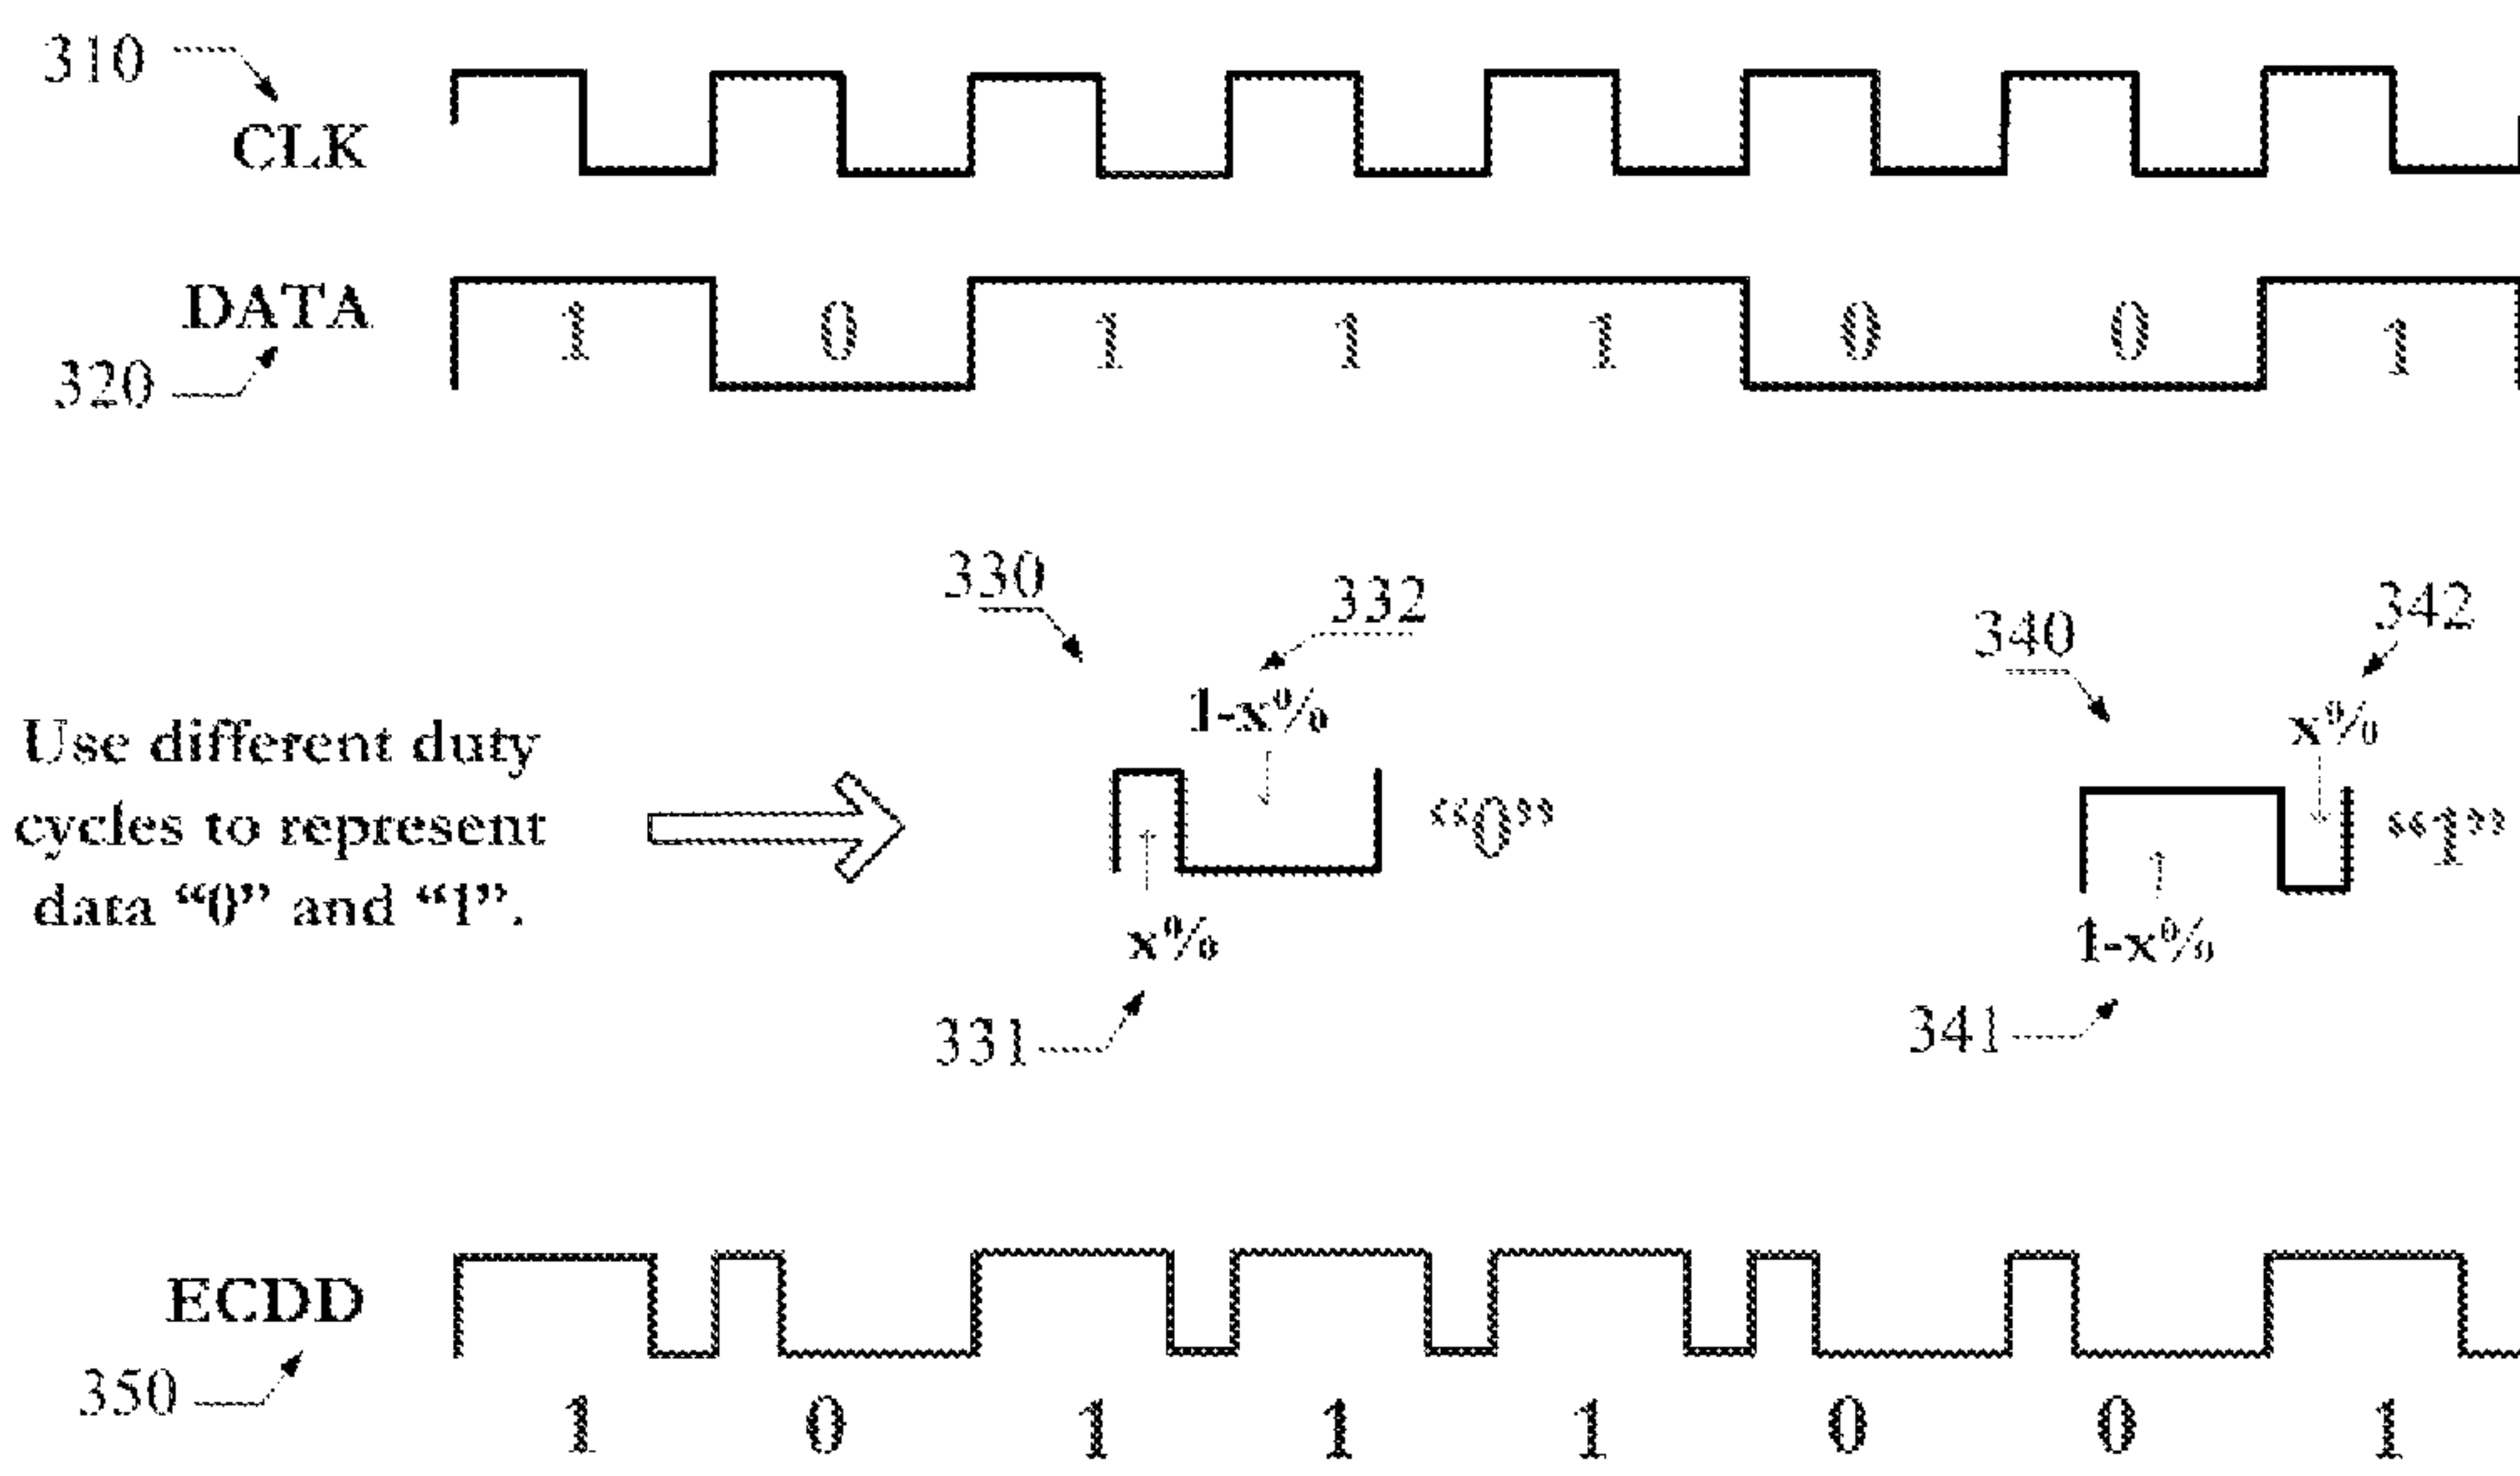 310
CLK
DATA
1 0 1 1 1 0 0 1
320
330
332
340
342
1-x%
x%
Use different duty
cycles to represent
data “0” and “1”.
“0”
“1”
x%
1-x%
331
341
ECDD
350
1 0 1 1 1 0 0 1